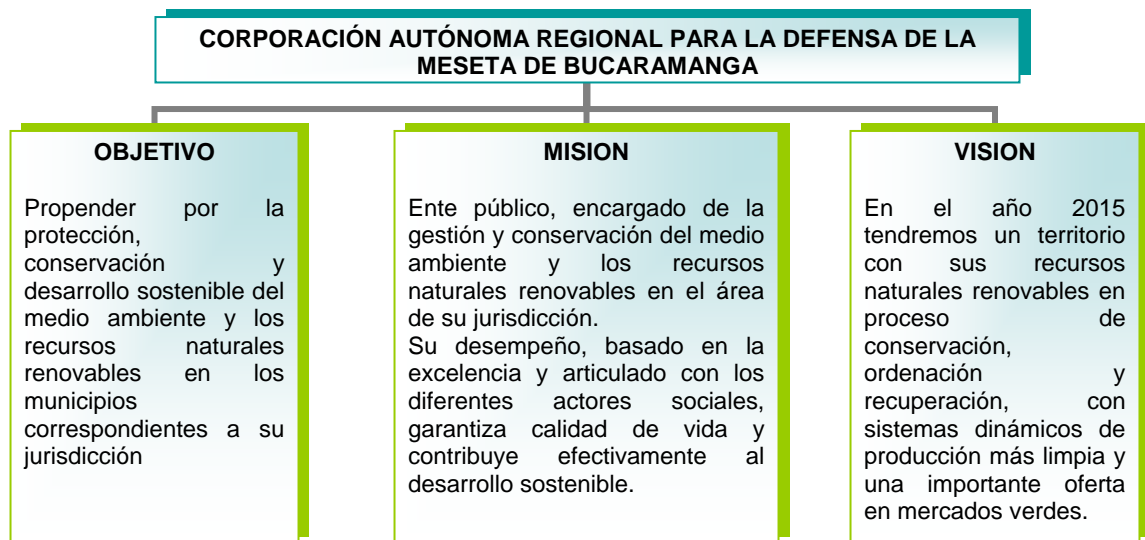 CORPORACIÓN AUTÓNOMA REGIONAL PARA LA DEFENSA DE LA
MESETA DE BUCARAMANGA
OBJETIVO
Propender por la
protección,
conservación y
desarrollo sostenible del
medio ambiente y los
recursos naturales
renovables en los
municipios
correspondientes a su
jurisdicción
MISION
Ente público, encargado de la
gestión y conservación del medio
ambiente y los recursos
naturales renovables en el área
de su jurisdicción.
Su desempeño, basado en la
excelencia y articulado con los
diferentes actores sociales,
garantiza calidad de vida y
contribuye efectivamente al
desarrollo sostenible.
VISION
En el año 2015
tendremos un territorio
con sus recursos
naturales renovables en
proceso de
conservación,
ordenación y
recuperación, con
sistemas dinámicos de
producción más limpia y
una importante oferta
en mercados verdes.